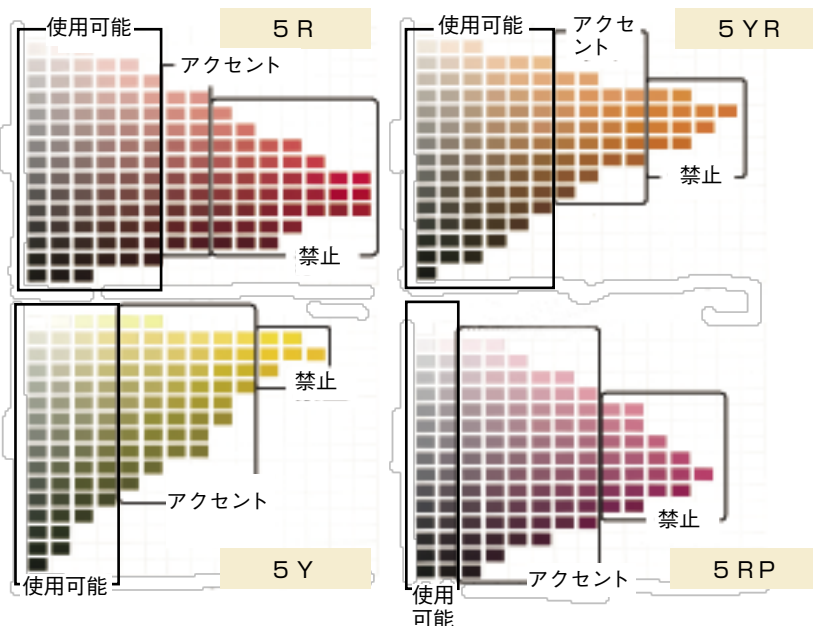 使用可能
5R
アクセント
禁止
使用可能
アクセ
ント
5YR
禁止
禁止
アクセント
使用可能
5Y
禁止
アクセント
使用
可能
5RP